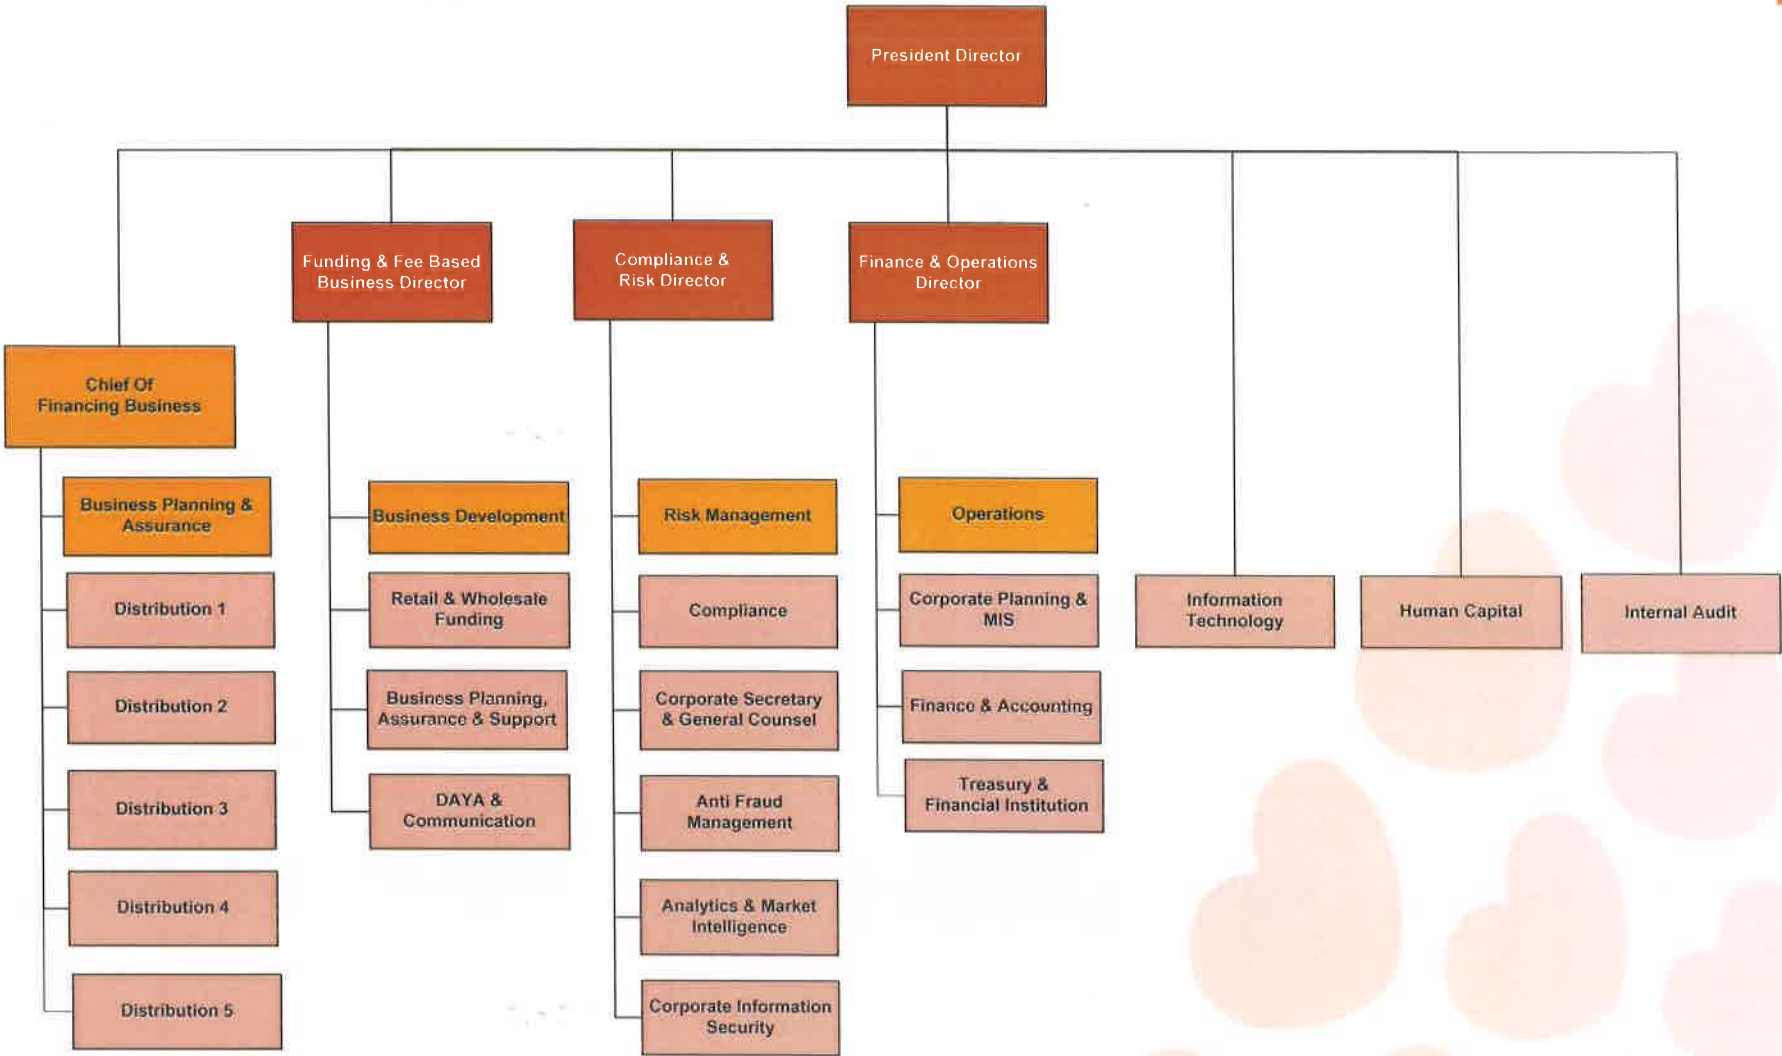 President Director
Funding & Fee Based
Business Director
Compliance &
Risk Director
Finance & Operations
Director
Chief Of
Financing Business
Business Planning &
Assurance
Distribution 1
Distribution 2
Distribution 3
Distribution 4
Distribution 5
Business Development
Retail & Wholesale
Funding
Business Planning,
Assurance & Support
DAYA &
Communication
Risk Management
Compliance
Corporate Secretary
& General Counsel
Anti Fraud
Management
Analytics & Market
Intelligence
Corporate Information
Security
Operations
Corporate Planning &
MIS
Finance & Accounting
Treasury &
Financial Institution
Information
Technology
Human Capital
Internal Audit